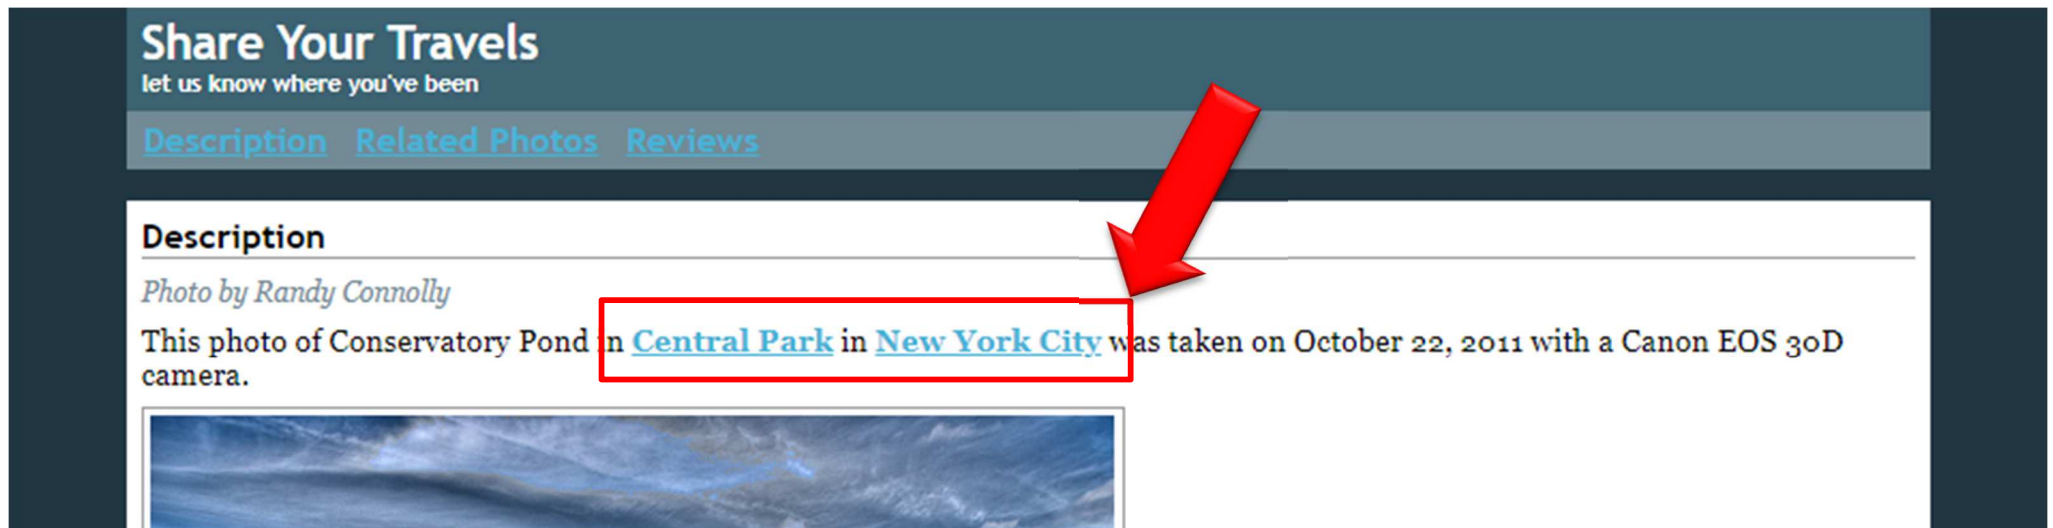 Share Your Travels
let us know where you've been
Description Related Photos Reviews
Description
Photo by Randy Connolly
This photo of Conservatory Pond in Central Park in New York City was taken on October 22, 2011 with a Canon EOS 30D
camera.